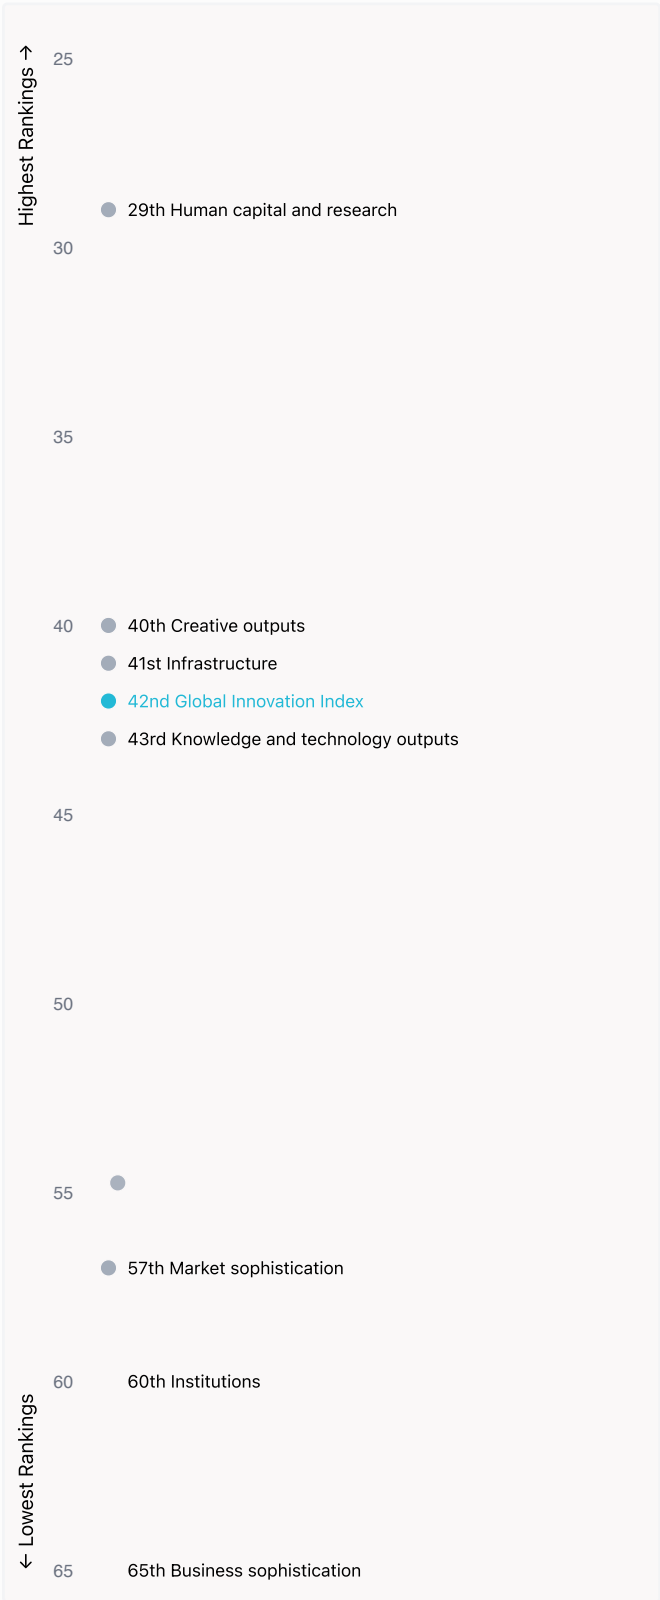 Highest Rankings →
25
29th Human capital and research
30
35
40
40th Creative outputs
41st Infrastructure
42nd Global Innovation Index
43rd Knowledge and technology outputs
45
50
55
57th Market sophistication
60
60th Institutions
← Lowest Rankings
65
65th Business sophistication